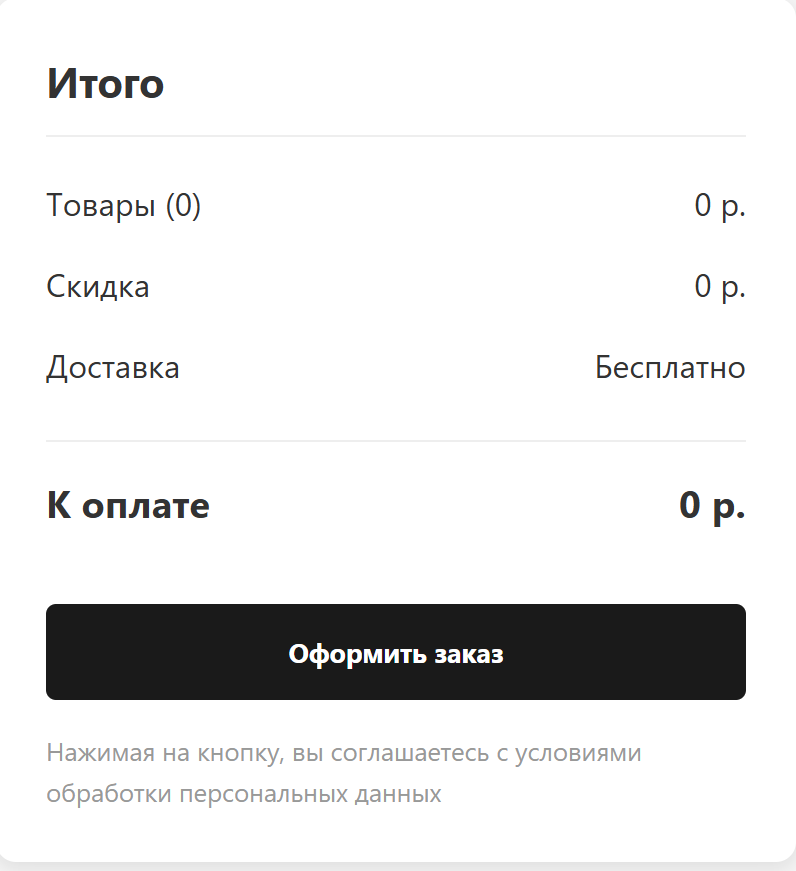 Итого
Товары (0) 0 р.
Скидка 0 р.
Доставка Бесплатно
К оплате 0 р.
Оформить заказ
Нажимая на кнопку, вы соглашаетесь с условиями
обработки персональных данных